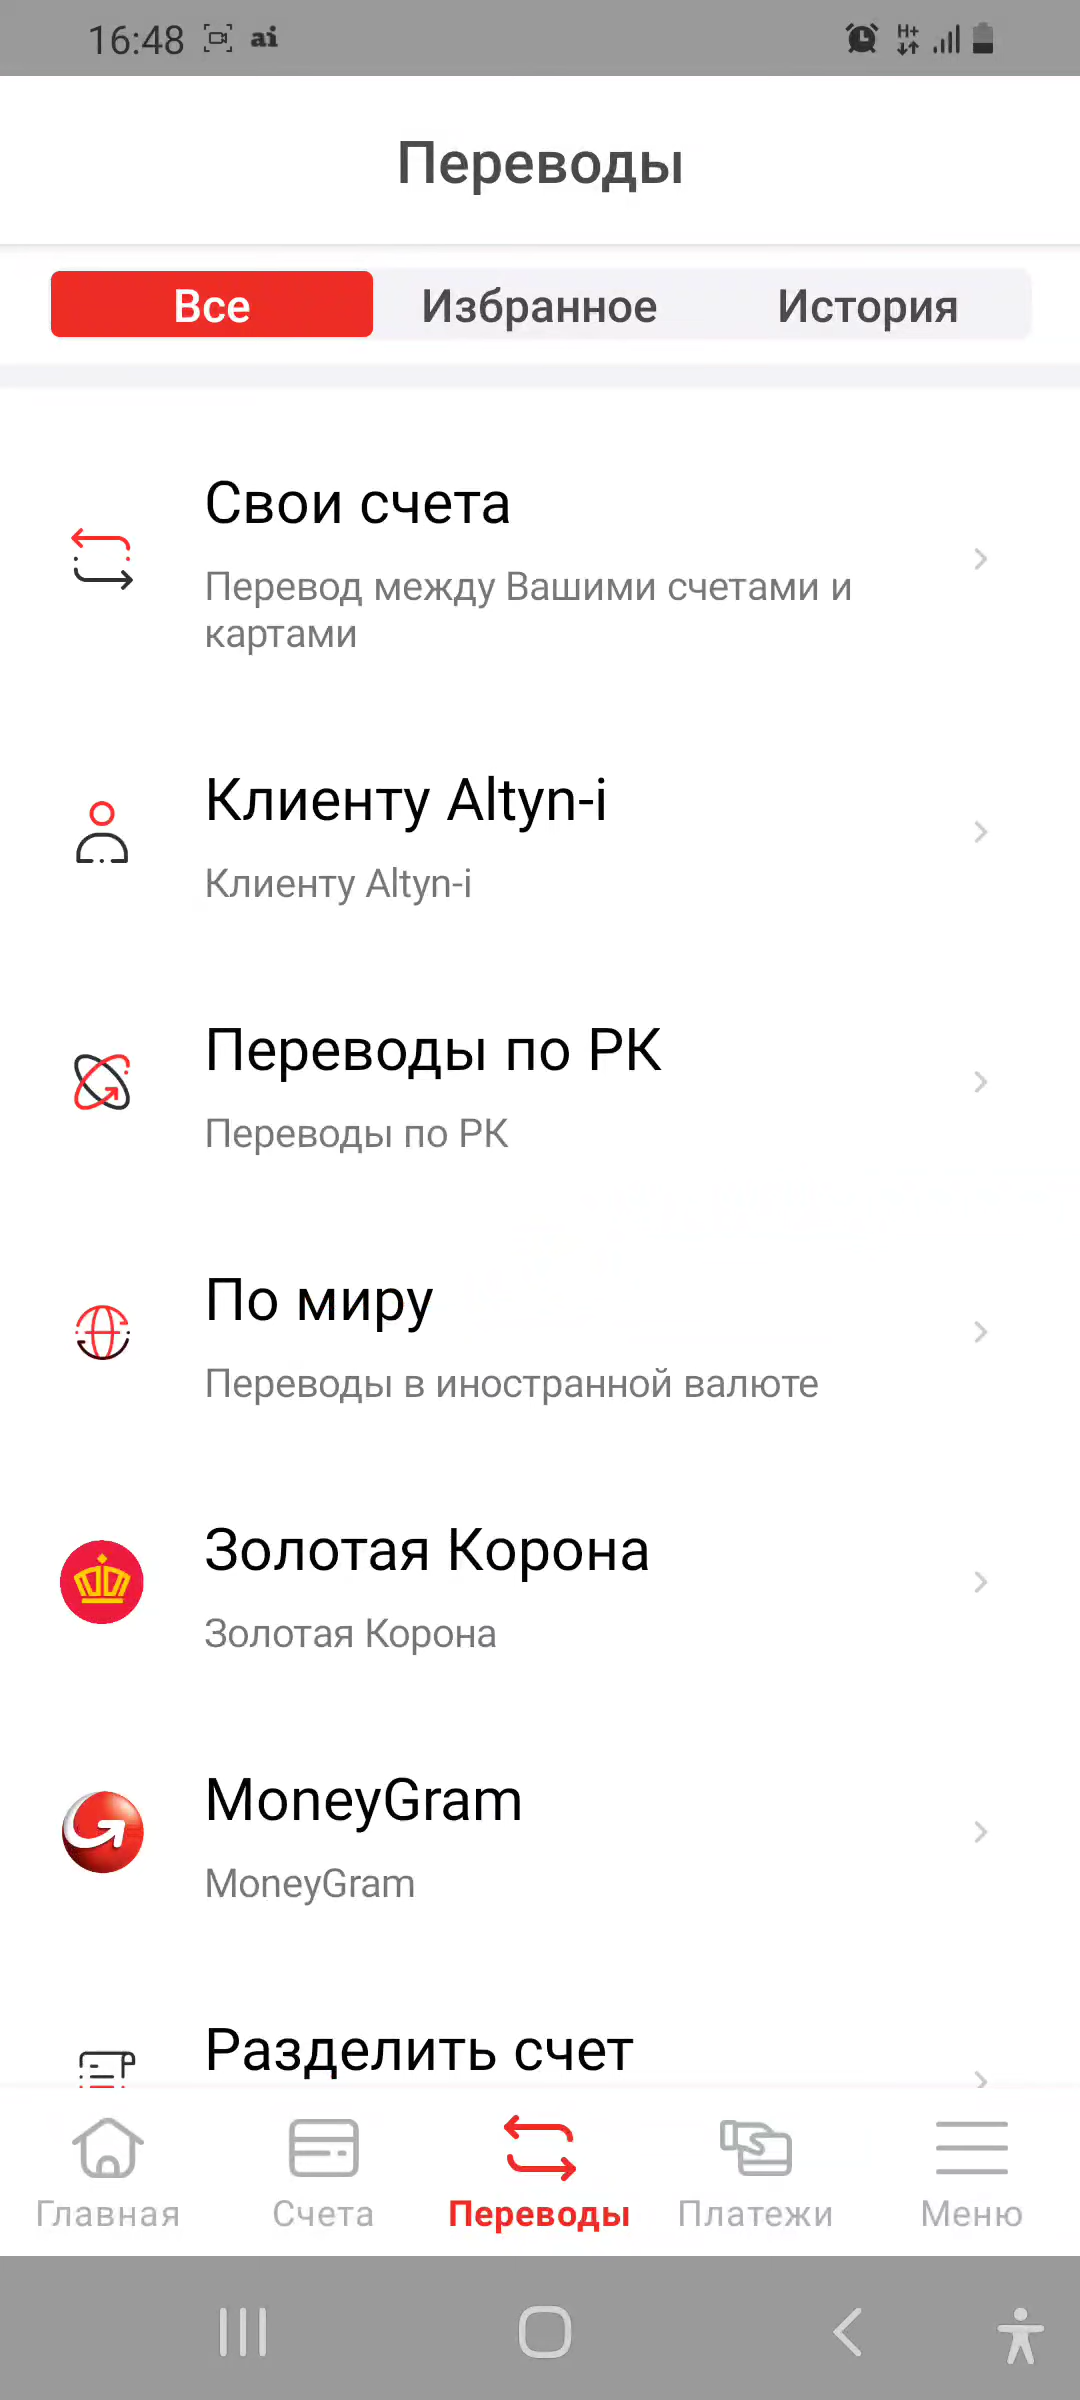 16:48 ai H+
Переводы
Все Избранное История
Свои счета
Перевод между Вашими счетами и
картами
Клиенту Altyn-i
Клиенту Altyn-i
Переводы по РК
Переводы по РК
По миру
Переводы в иностранной валюте
Золотая Корона
Золотая Корона
MoneyGram
MoneyGram
Разделить счет
Главная Счета Переводы Платежи Меню